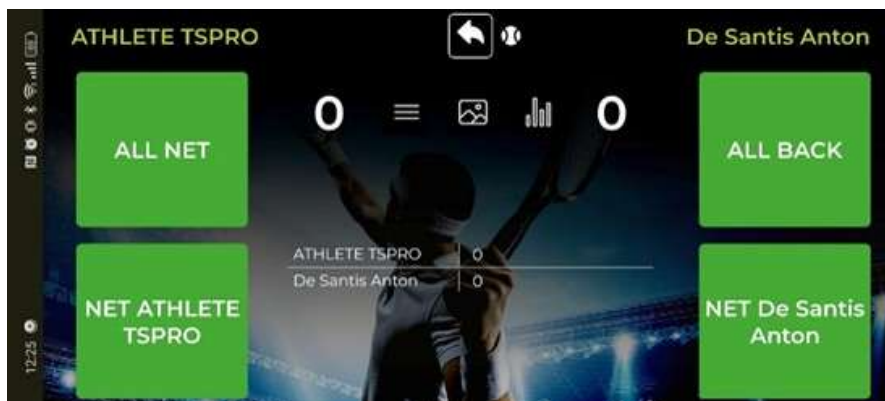 ATHLETE TSPRO
De Santis Anton
0
0
ALL NET
ALL BACK
ATHLETE TSPRO 0
De Santis Anton 0
NET ATHLETE
TSPRO
NET De Santis
Anton
12:25